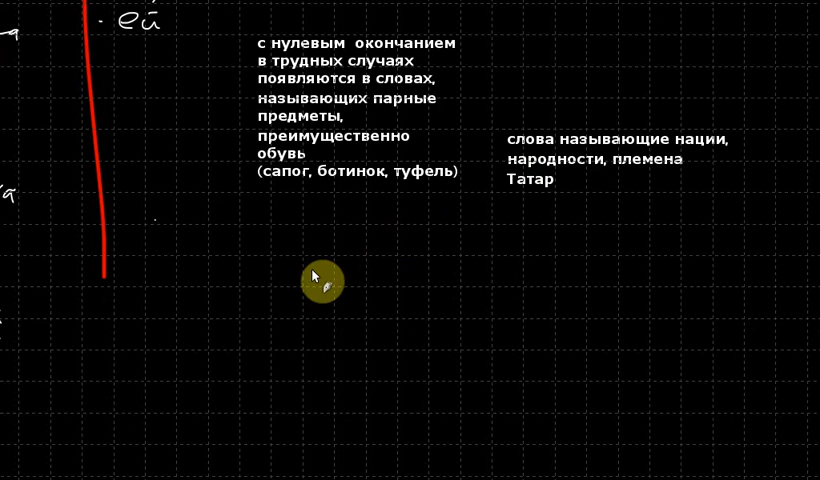 ей
с нулевым окончанием
в трудных случаях
появляются в словах,
называющих парные
предметы,
преимущественно
обувь
(сапог, ботинок, туфель)
слова называющие нации,
народности, племена
Татар